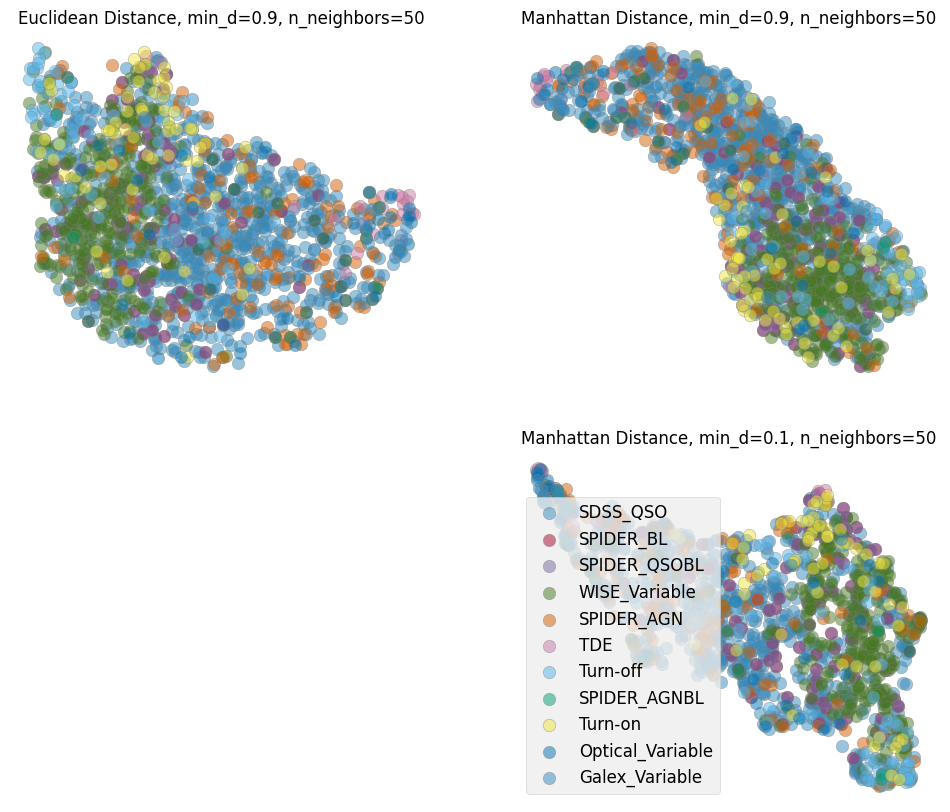 Euclidean Distance, min_d=0.9, n_neighbors=50
Manhattan Distance, min_d=0.9, n_neighbors=50
Manhattan Distance, min_d=0.1, n_neighbors=50
SDSS_QSO
SPIDER_BL
SPIDER_QSOBL
WISE_Variable
SPIDER_AGN
TDE
Turn-off
SPIDER_AGNBL
Turn-on
Optical_Variable
Galex_Variable